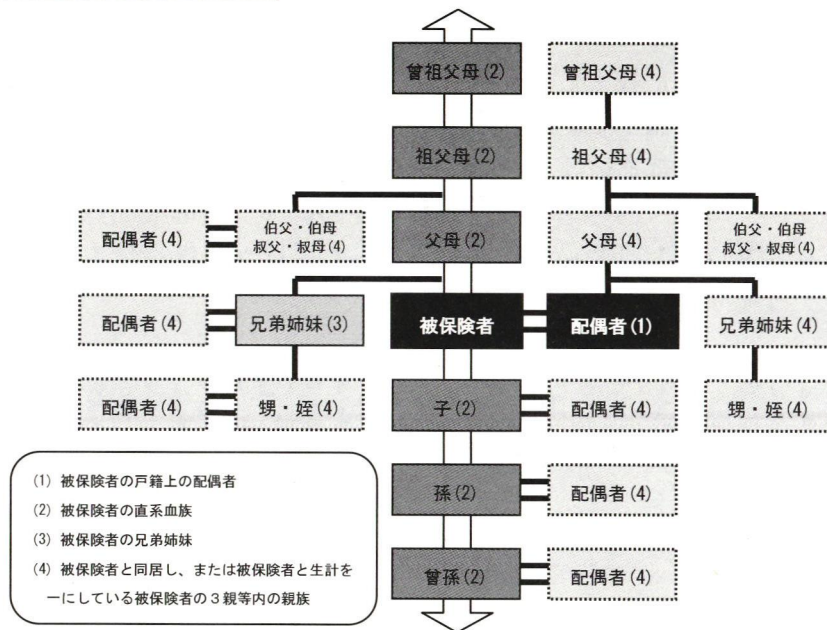 曾祖父母(2) 曾祖父母(4)
祖父母(2) 祖父母(4)
配偶者(4) 伯父・伯母 父母(2) 父母(4) 伯父・伯母
叔父・叔母(4) 叔父・叔母(4)
配偶者(4) 兄弟姉妹(3) 被保険者 配偶者(1) 兄弟姉妹(4)
配偶者(4) 甥・姪(4) 子(2) 配偶者(4) 甥・姪(4)
孫(2) 配偶者(4)
曾孫(2) 配偶者(4)
(1) 被保険者の戸籍上の配偶者
(2) 被保険者の直系血族
(3) 被保険者の兄弟姉妹
(4) 被保険者と同居し、または被保険者と生計を
一にしている被保険者の3親等内の親族